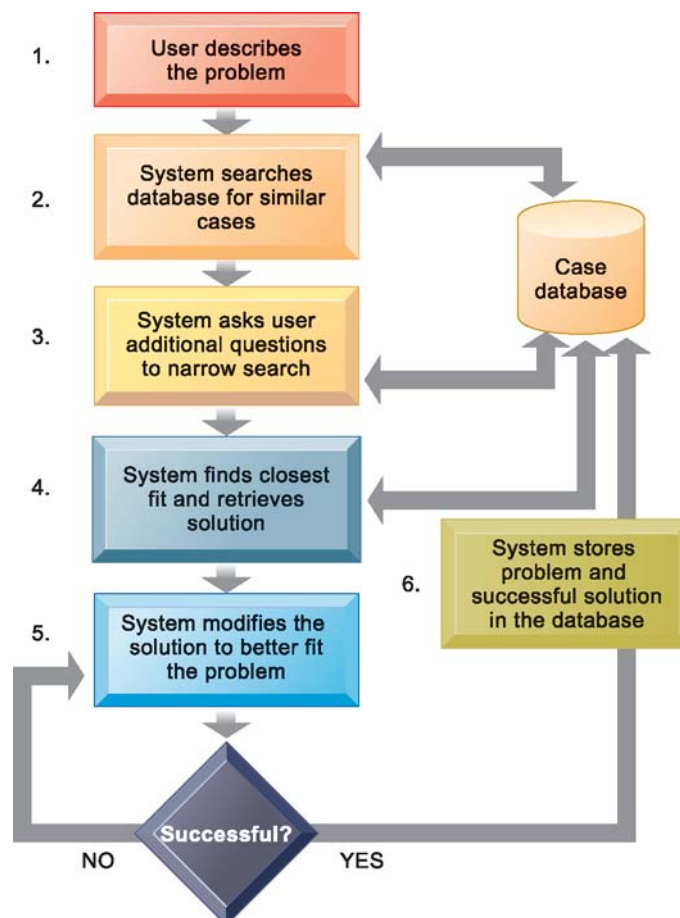 1.
User describes
the problem
2.
System searches
database for similar
cases
Case
database
3.
System asks user
additional questions
to narrow search
4.
System finds closest
fit and retrieves
solution
5.
System modifies the
solution to better fit
the problem
6.
System stores
problem and
successful solution
in the database
Successful?
NO
YES